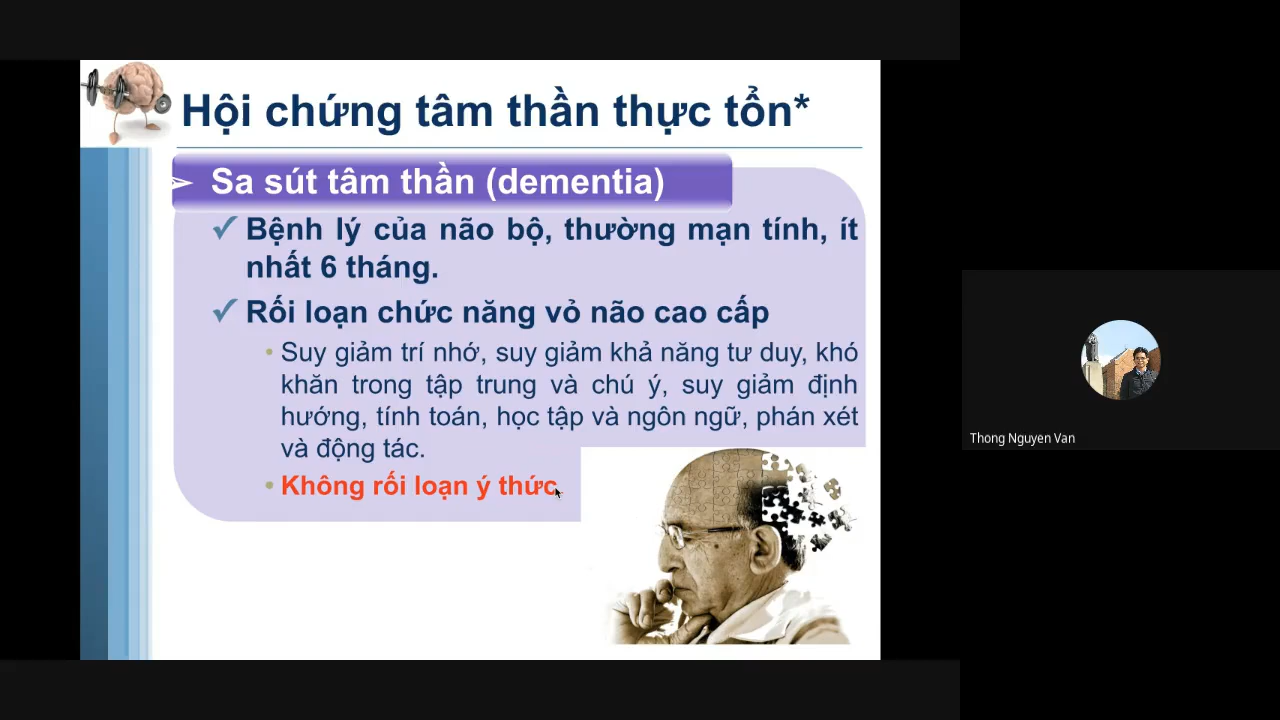 Hội chứng tâm thần thực tổn*
Sa sút tâm thần (dementia)
Bệnh lý của não bộ, thường mạn tính, ít
nhất 6 tháng.
Rối loạn chức năng vỏ não cao cấp
Suy giảm trí nhớ, suy giảm khả năng tư duy, khó
khăn trong tập trung và chú ý, suy giảm định
hướng, tính toán, học tập và ngôn ngữ, phán xét
và động tác.
Không rối loạn ý thức
Thong Nguyen Van